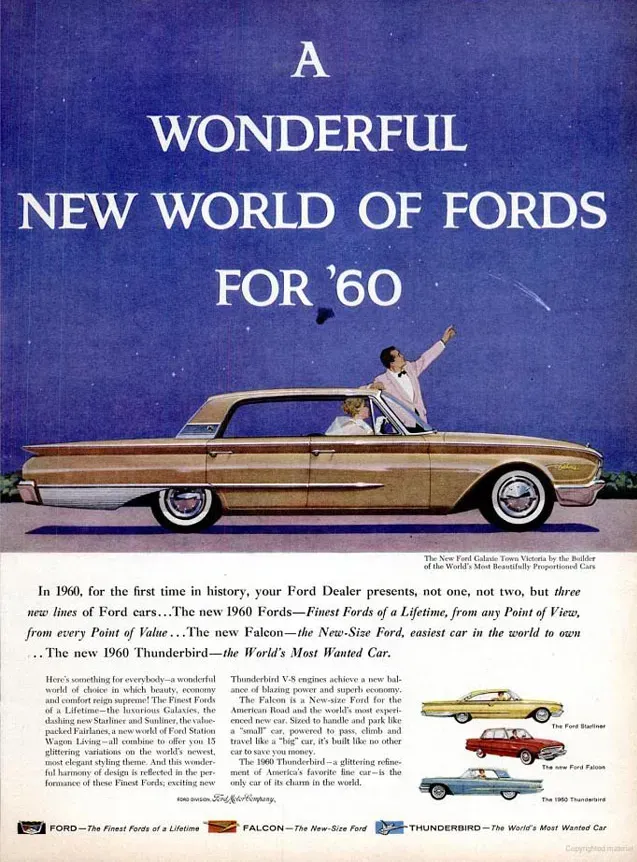 A
WONDERFUL
NEW WORLD OF FORDS
FOR '60
The New Ford Galaxie Town Victoria by the Builder
of the World's Most Beautifully Proportioned Cars
In 1960, for the first time in history, your Ford Dealer presents, not one, not two, but three
new lines of Ford cars...The new 1960 Fords—Finest Fords of a Lifetime, from any Point of View,
from every Point of Value...The new Falcon—the New-Size Ford, easiest car in the world to own
...The new 1960 Thunderbird—the World's Most Wanted Car.
Here's something for everybody—a wonderful
world of choice in which beauty, economy
and comfort reign supreme! The Finest Fords
of a Lifetime—the luxurious Galaxies, the
dashing new Starliner and Sunliner, the value-
packed Fairlanes, a new world of Ford Station
Wagon Living—all combine to offer you 15
glittering variations on the world's newest,
most elegant styling theme. And this wonder-
ful harmony of design is reflected in the per-
formance of these Finest Fords; exciting new
Thunderbird V-8 engines achieve a new bal-
ance of blazing power and superb economy.
The Falcon is a New-size Ford for the
American Road and the world's most experi-
enced new car. Sized to handle and park like
a "small" car, powered to pass, climb and
travel like a "big" car, it's built like no other
car to save you money.
The 1960 Thunderbird—a glittering refine-
ment of America's favorite fine car—is the
only car of its charm in the world.
FORD DIVISION, Ford Motor Company,
The Ford Starliner
The new Ford Falcon
The 1960 Thunderbird
FORD—The Finest Fords of a Lifetime
FALCON—The New-Size Ford
THUNDERBIRD—The World's Most Wanted Car
Copyrighted material